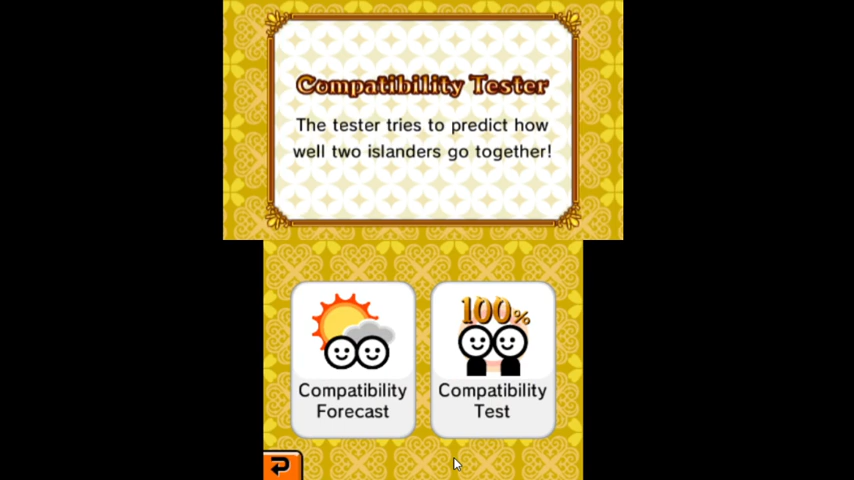 Compatibility Tester
The tester tries to predict how
well two islanders go together!
100%
Compatibility
Forecast
Compatibility
Test